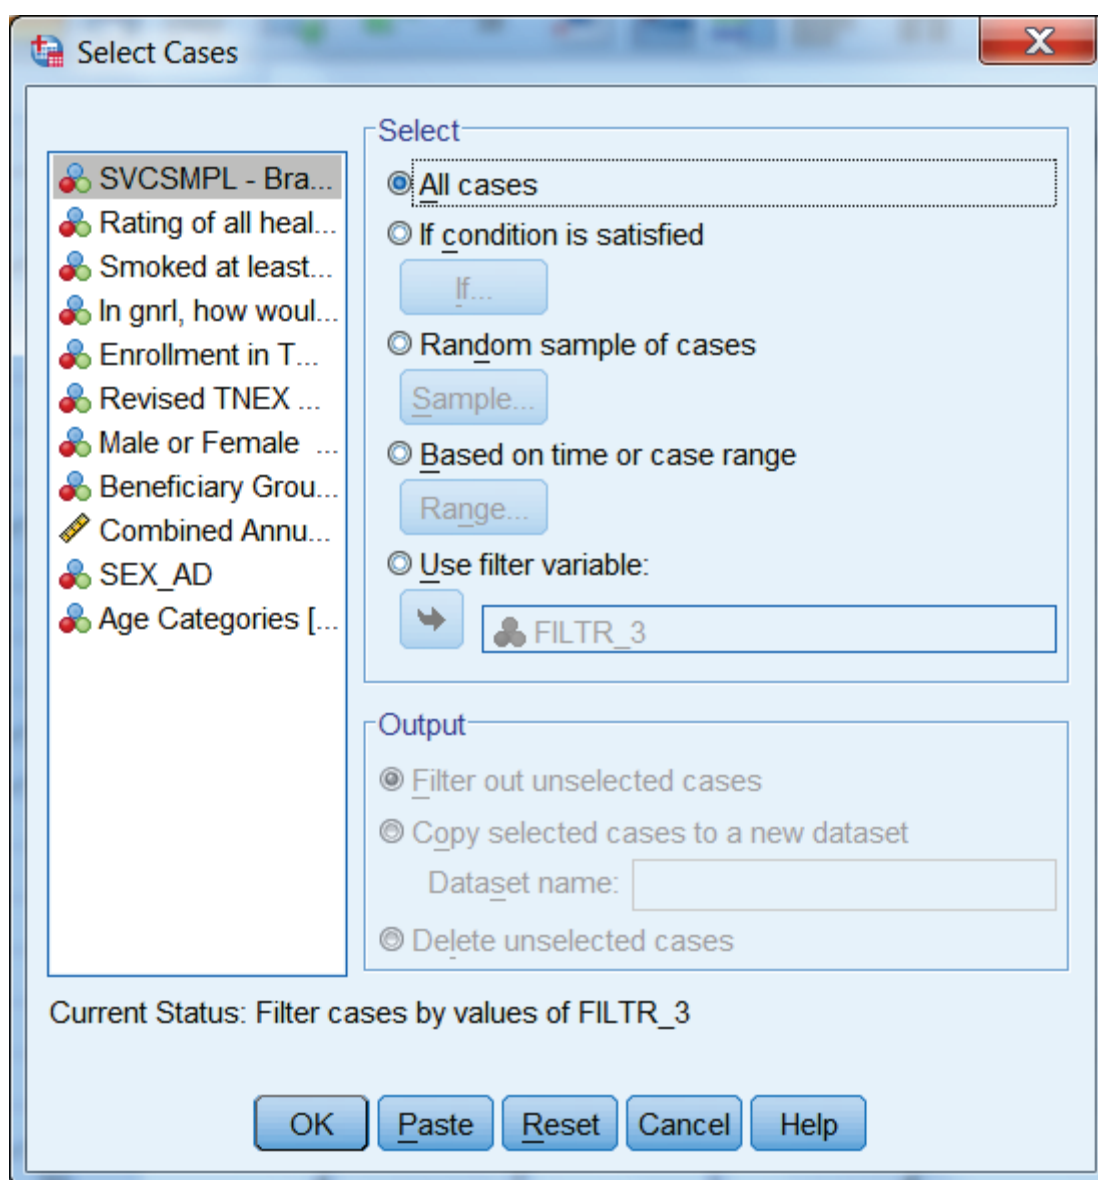 Select Cases
SVCSMPL - Bra...
Rating of all heal...
Smoked at least...
In gnrl, how woul...
Enrollment in T...
Revised TNEX ...
Male or Female ...
Beneficiary Grou...
Combined Annu...
SEX_AD
Age Categories [...
Select
All cases
If condition is satisfied
If...
Random sample of cases
Sample...
Based on time or case range
Range...
Use filter variable:
FILTR_3
Output
Filter out unselected cases
Copy selected cases to a new dataset
Dataset name:
Delete unselected cases
Current Status: Filter cases by values of FILTR_3
OK Paste Reset Cancel Help